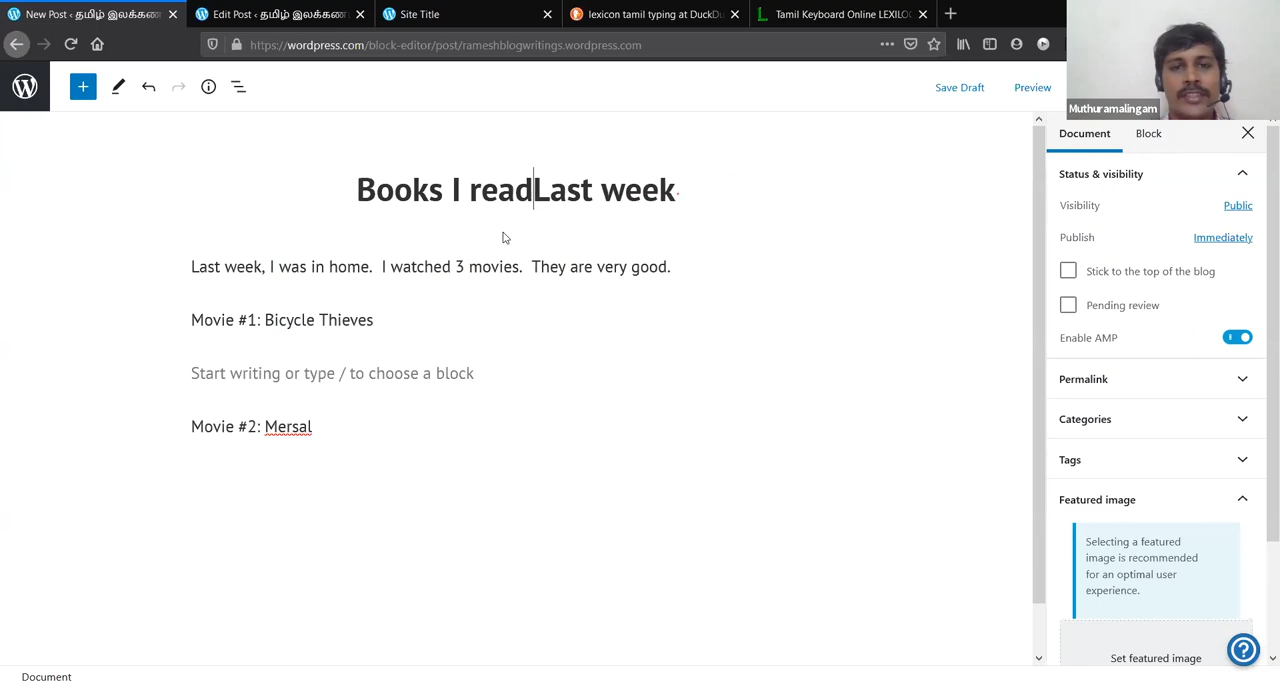 New Post ‹ தமிழ் இலக்கண
Edit Post ‹ தமிழ் இலக்கண
Site Title
lexicon tamil typing at DuckDu
Tamil Keyboard Online LEXILO
https://wordpress.com/block-editor/post/rameshblogwritings.wordpress.com
Save Draft
Preview
Muthuramalingam
Document
Block
Status & visibility
Visibility
Public
Publish
Immediately
Stick to the top of the blog
Pending review
Enable AMP
Permalink
Categories
Tags
Featured image
Selecting a featured
image is recommended
for an optimal user
experience.
Set featured image
Books I readLast week
Last week, I was in home. I watched 3 movies. They are very good.
Movie #1: Bicycle Thieves
Start writing or type / to choose a block
Movie #2: Mersal
Document